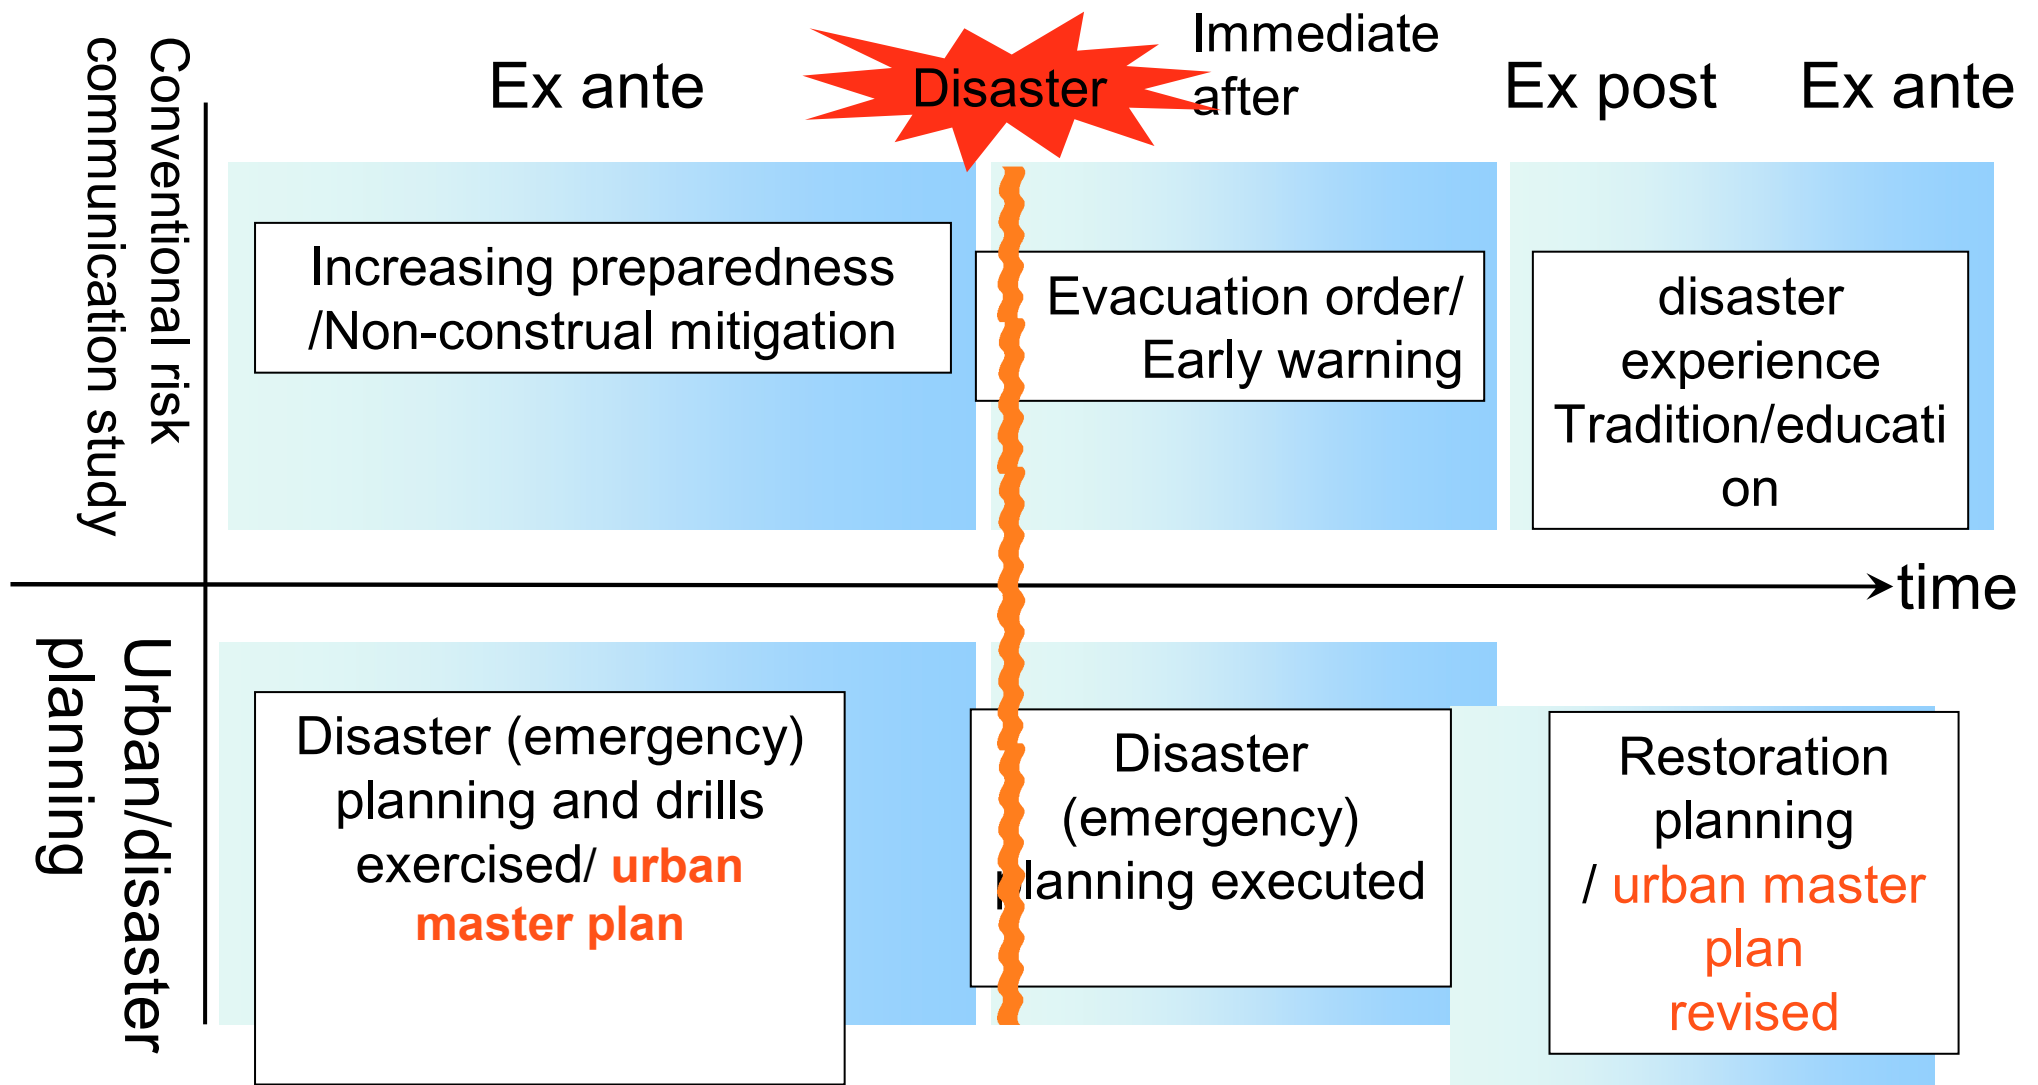 Conventional risk
communication study
Ex ante
Disaster
Immediate
after
Ex post
Ex ante
Increasing preparedness
/Non-construal mitigation
Evacuation order/
Early warning
disaster
experience
Tradition/educati
on
time
Urban/disaster
planning
Disaster (emergency)
planning and drills
exercised/ urban
master plan
Disaster
(emergency)
planning executed
Restoration
planning
/ urban master
plan
revised